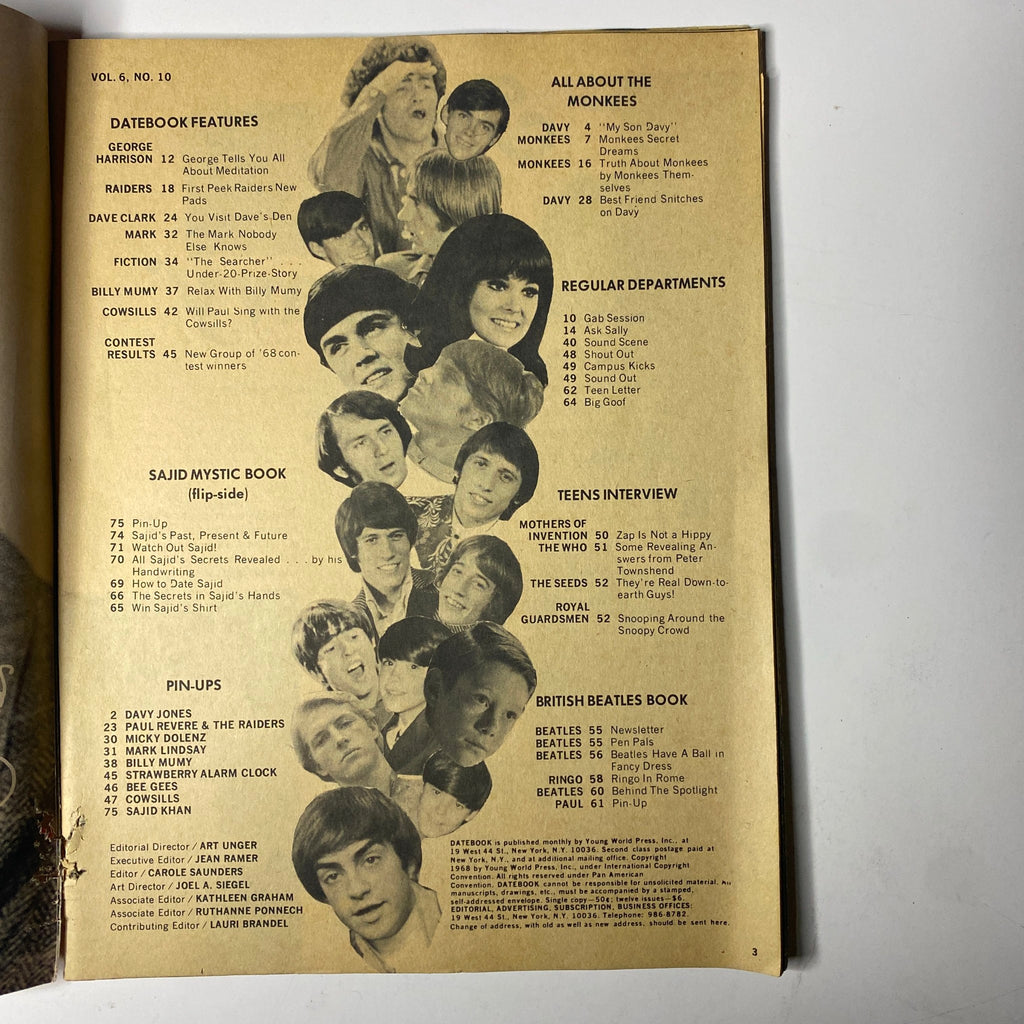 VOL. 6, NO. 10
DATEBOOK FEATURES
GEORGE
HARRISON 12 George Tells You All
About Meditation
RAIDERS 18 First Peek Raiders New
Pads
DAVE CLARK 24 You Visit Dave's Den
MARK 32 The Mark Nobody
Else Knows
FICTION 34 "The Searcher" . . .
Under-20-Prize-Story
BILLY MUMY 37 Relax With Billy Mumy
COWSILLS 42 Will Paul Sing with the
Cowsills?
CONTEST
RESULTS 45 New Group of '68 con-
test winners
SAJID MYSTIC BOOK
(flip-side)
75 Pin-Up
74 Sajid's Past, Present & Future
71 Watch Out Sajid!
70 All Sajid's Secrets Revealed . . . by his
Handwriting
69 How to Date Sajid
66 The Secrets in Sajid's Hands
65 Win Sajid's Shirt
PIN-UPS
2 DAVY JONES
23 PAUL REVERE & THE RAIDERS
30 MICKY DOLENZ
31 MARK LINDSAY
38 BILLY MUMY
45 STRAWBERRY ALARM CLOCK
46 BEE GEES
47 COWSILLS
75 SAJID KHAN
Editorial Director / ART UNGER
Executive Editor / JEAN RAMER
Editor / CAROLE SAUNDERS
Art Director / JOEL A. SIEGEL
Associate Editor / KATHLEEN GRAHAM
Associate Editor / RUTHANNE PONNECH
Contributing Editor / LAURI BRANDEL
ALL ABOUT THE
MONKEES
DAVY 4 "My Son Davy"
MONKEES 7 Monkees Secret
Dreams
MONKEES 16 Truth About Monkees
by Monkees Them-
selves
DAVY 28 Best Friend Snitches
on Davy
REGULAR DEPARTMENTS
10 Gab Session
14 Ask Sally
40 Sound Scene
48 Shout Out
49 Campus Kicks
49 Sound Out
62 Teen Letter
64 Big Goof
TEENS INTERVIEW
MOTHERS OF
INVENTION 50 Zap Is Not a Hippy
THE WHO 51 Some Revealing An-
swers from Peter
Townshend
THE SEEDS 52 They're Real Down-to-
earth Guys!
ROYAL
GUARDSMEN 52 Snooping Around the
Snoopy Crowd
BRITISH BEATLES BOOK
BEATLES 55 Newsletter
BEATLES 55 Pen Pals
BEATLES 56 Beatles Have A Ball in
Fancy Dress
RINGO 58 Ringo In Rome
BEATLES 60 Behind The Spotlight
PAUL 61 Pin-Up
DATEBOOK is published monthly by Young World Press, Inc., at
19 West 44 St., New York, N.Y. 10036. Second class postage paid at
New York, N.Y., and at additional mailing office. Copyright
1968 by Young World Press, Inc., under International Copyright
Convention. All rights reserved under Pan American
Convention. DATEBOOK cannot be responsible for unsolicited material. All
manuscripts, drawings, etc., must be accompanied by a stamped,
self-addressed envelope. Single copy—50¢; twelve issues—$6.
EDITORIAL, ADVERTISING, SUBSCRIPTION, BUSINESS OFFICES:
19 West 44 St., New York, N.Y. 10036. Telephone: 986-8782.
Change of address, with old as well as new address, should be sent here.
3